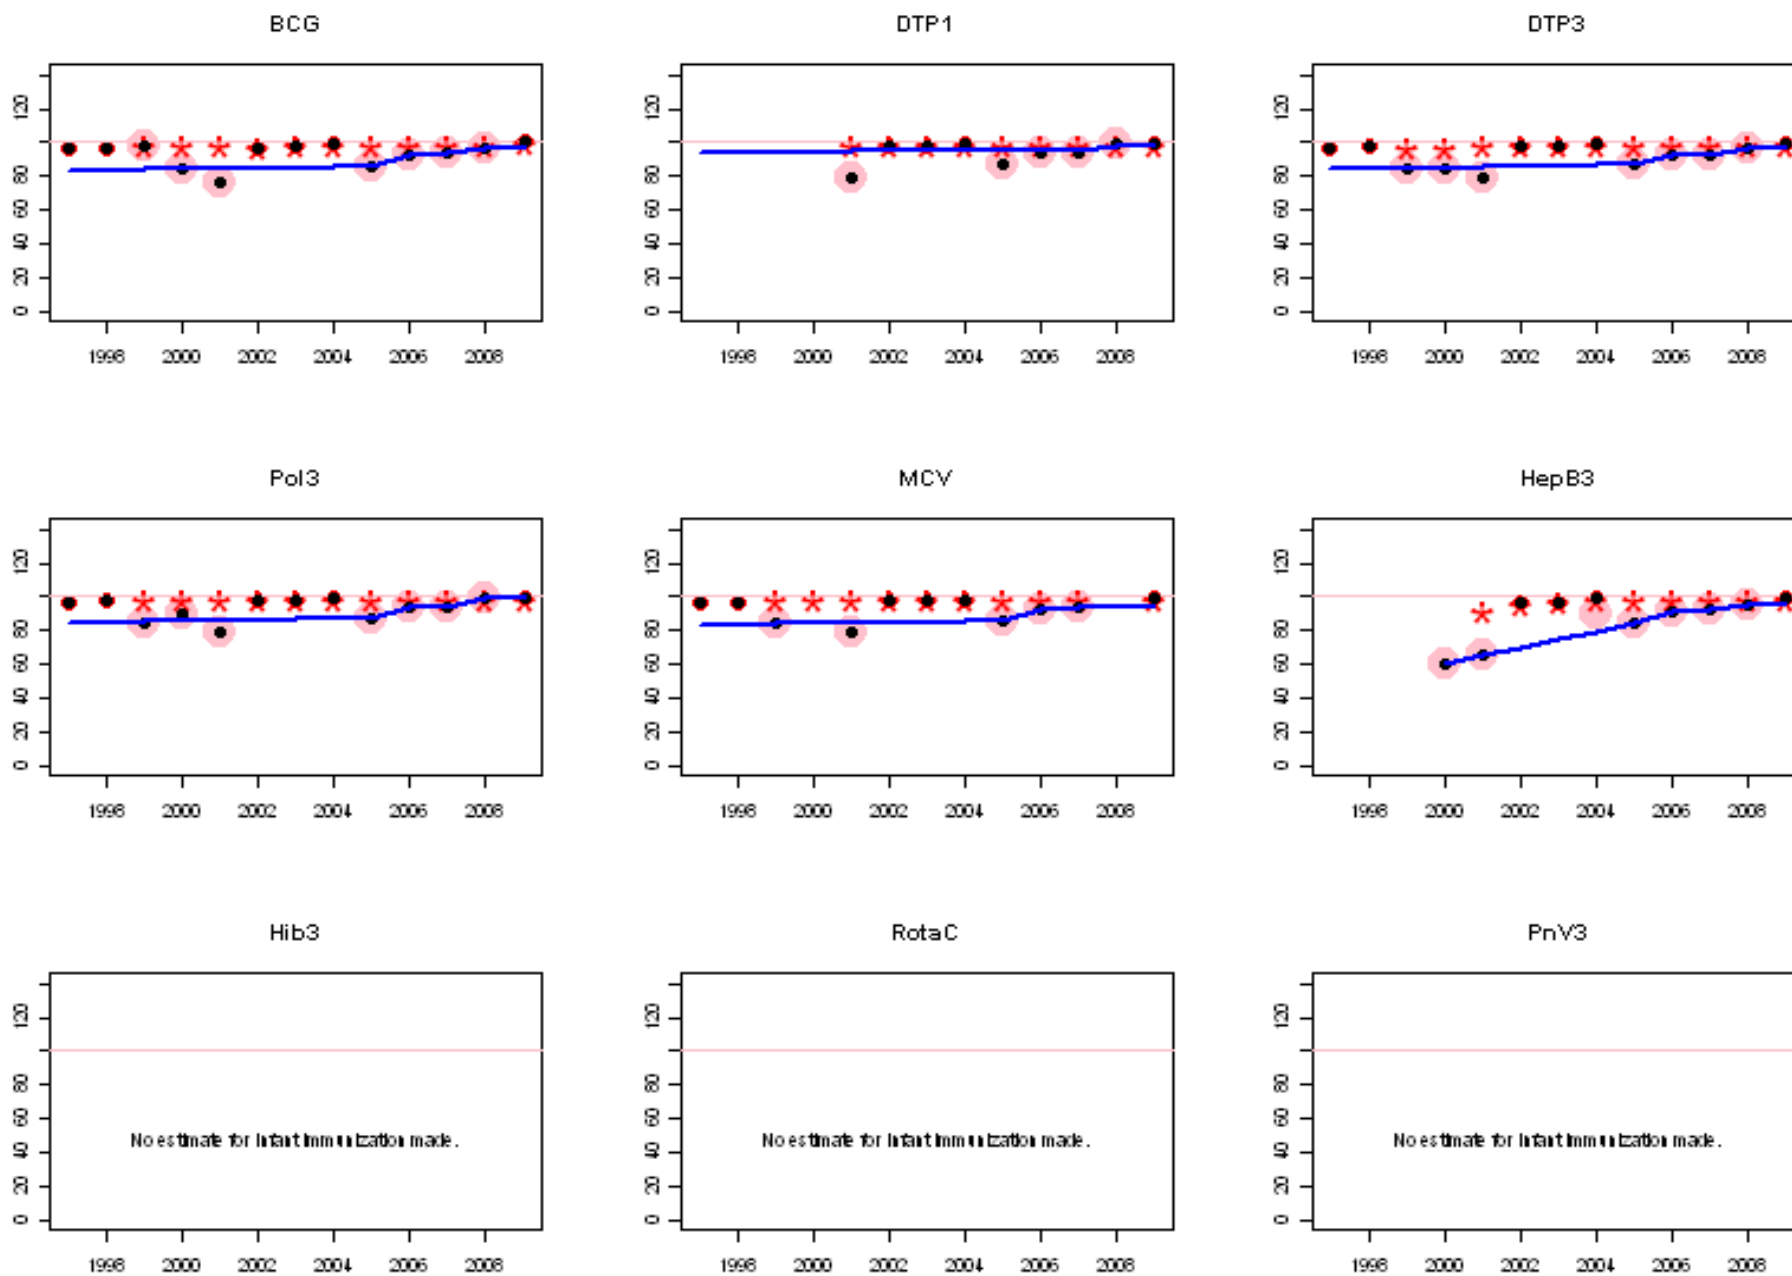 BCG DTP1 DTP3
120 120 120
80 80 80
60 60 60
40 40 40
20 20 20
0 0 0
1998 2000 2002 2004 2006 2008 1998 2000 2002 2004 2006 2008 1998 2000 2002 2004 2006 2008
Pol3 MCV HepB3
120 120 120
80 80 80
60 60 60
40 40 40
20 20 20
0 0 0
1998 2000 2002 2004 2006 2008 1998 2000 2002 2004 2006 2008 1998 2000 2002 2004 2006 2008
Hib3 RotaC PnV3
120 120 120
80 80 80
60 60 60
No estimate for infant immunization made. No estimate for infant immunization made. No estimate for infant immunization made.
40 40 40
20 20 20
0 0 0
1998 2000 2002 2004 2006 2008 1998 2000 2002 2004 2006 2008 1998 2000 2002 2004 2006 2008